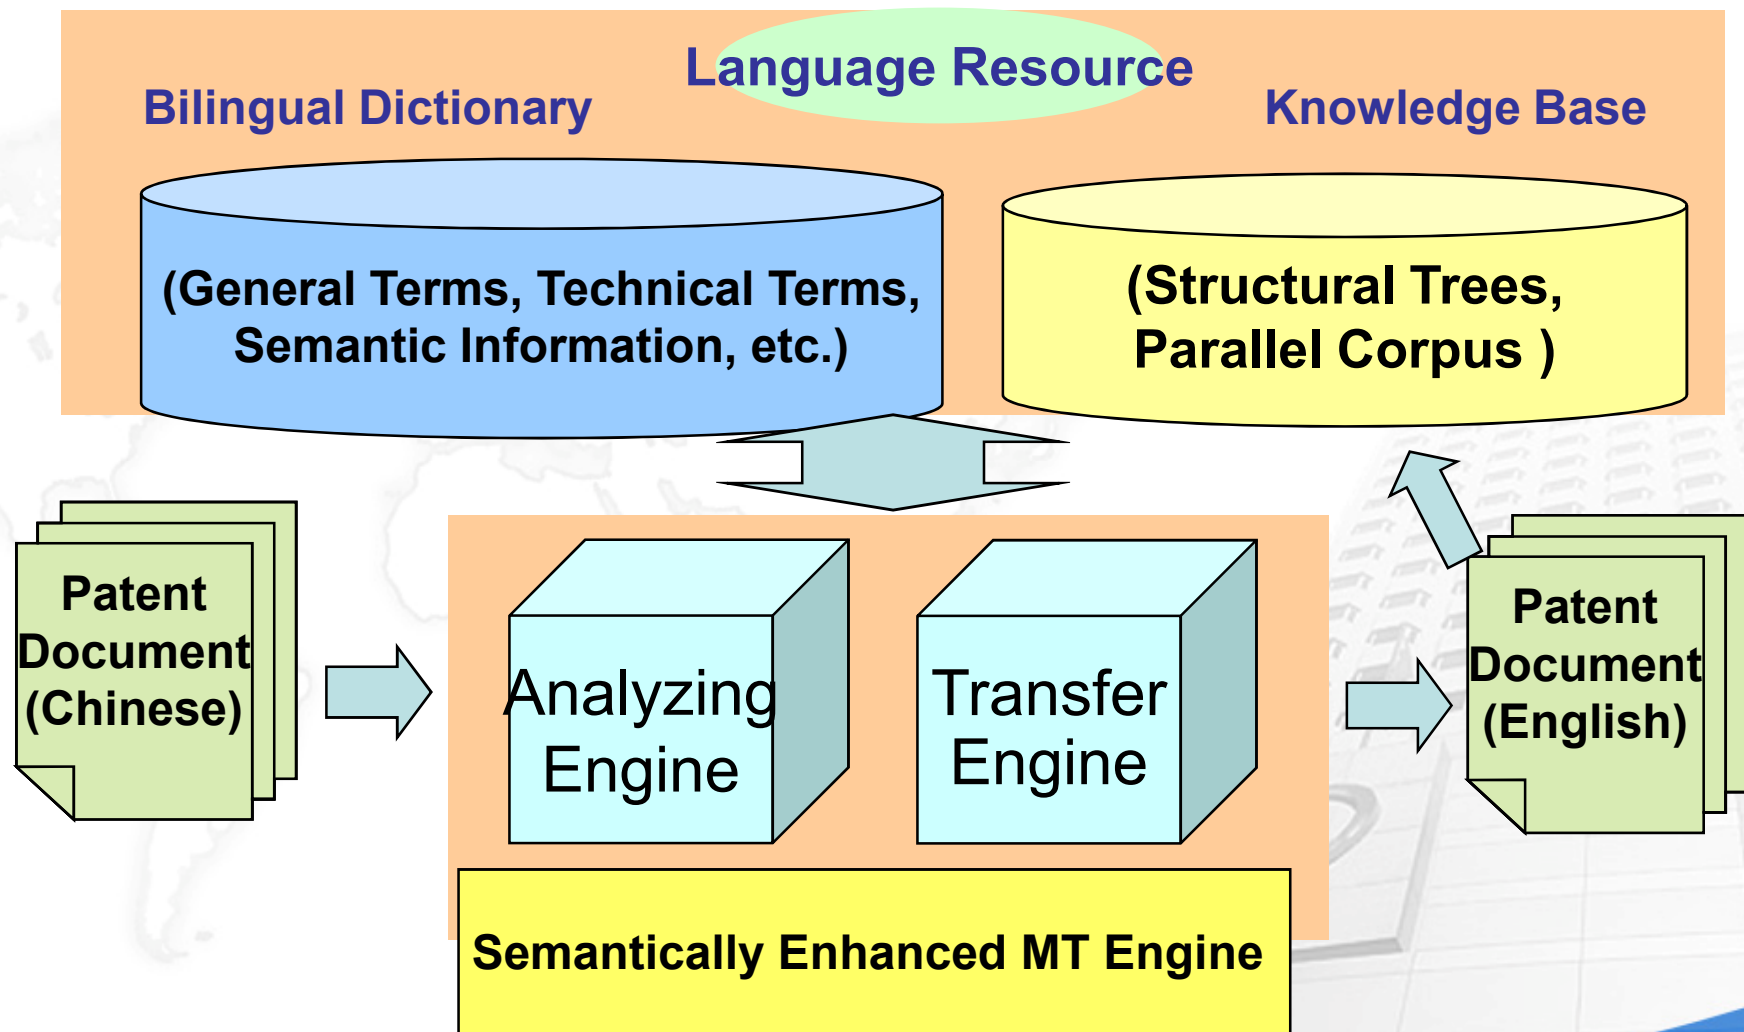 Language Resource
Bilingual Dictionary
Knowledge Base
(General Terms, Technical Terms,
Semantic Information, etc.)
(Structural Trees,
Parallel Corpus )
Patent
Document
(Chinese)
Analyzing
Engine
Transfer
Engine
Patent
Document
(English)
Semantically Enhanced MT Engine